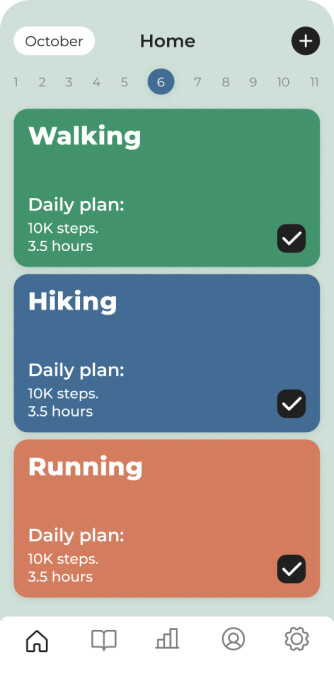 October
Home
1 2 3 4 5 6 7 8 9 10 11
Walking
Daily plan:
10K steps.
3.5 hours
Hiking
Daily plan:
10K steps.
3.5 hours
Running
Daily plan:
10K steps.
3.5 hours